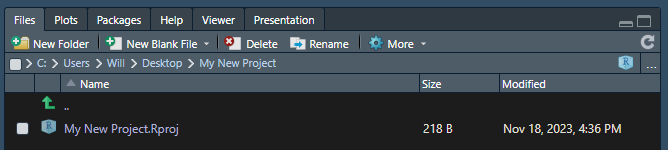 Files Plots Packages Help Viewer Presentation
New Folder New Blank File Delete Rename More
C: Users Will Desktop My New Project ...
Name Size Modified
..
My New Project.Rproj 218 B Nov 18, 2023, 4:36 PM